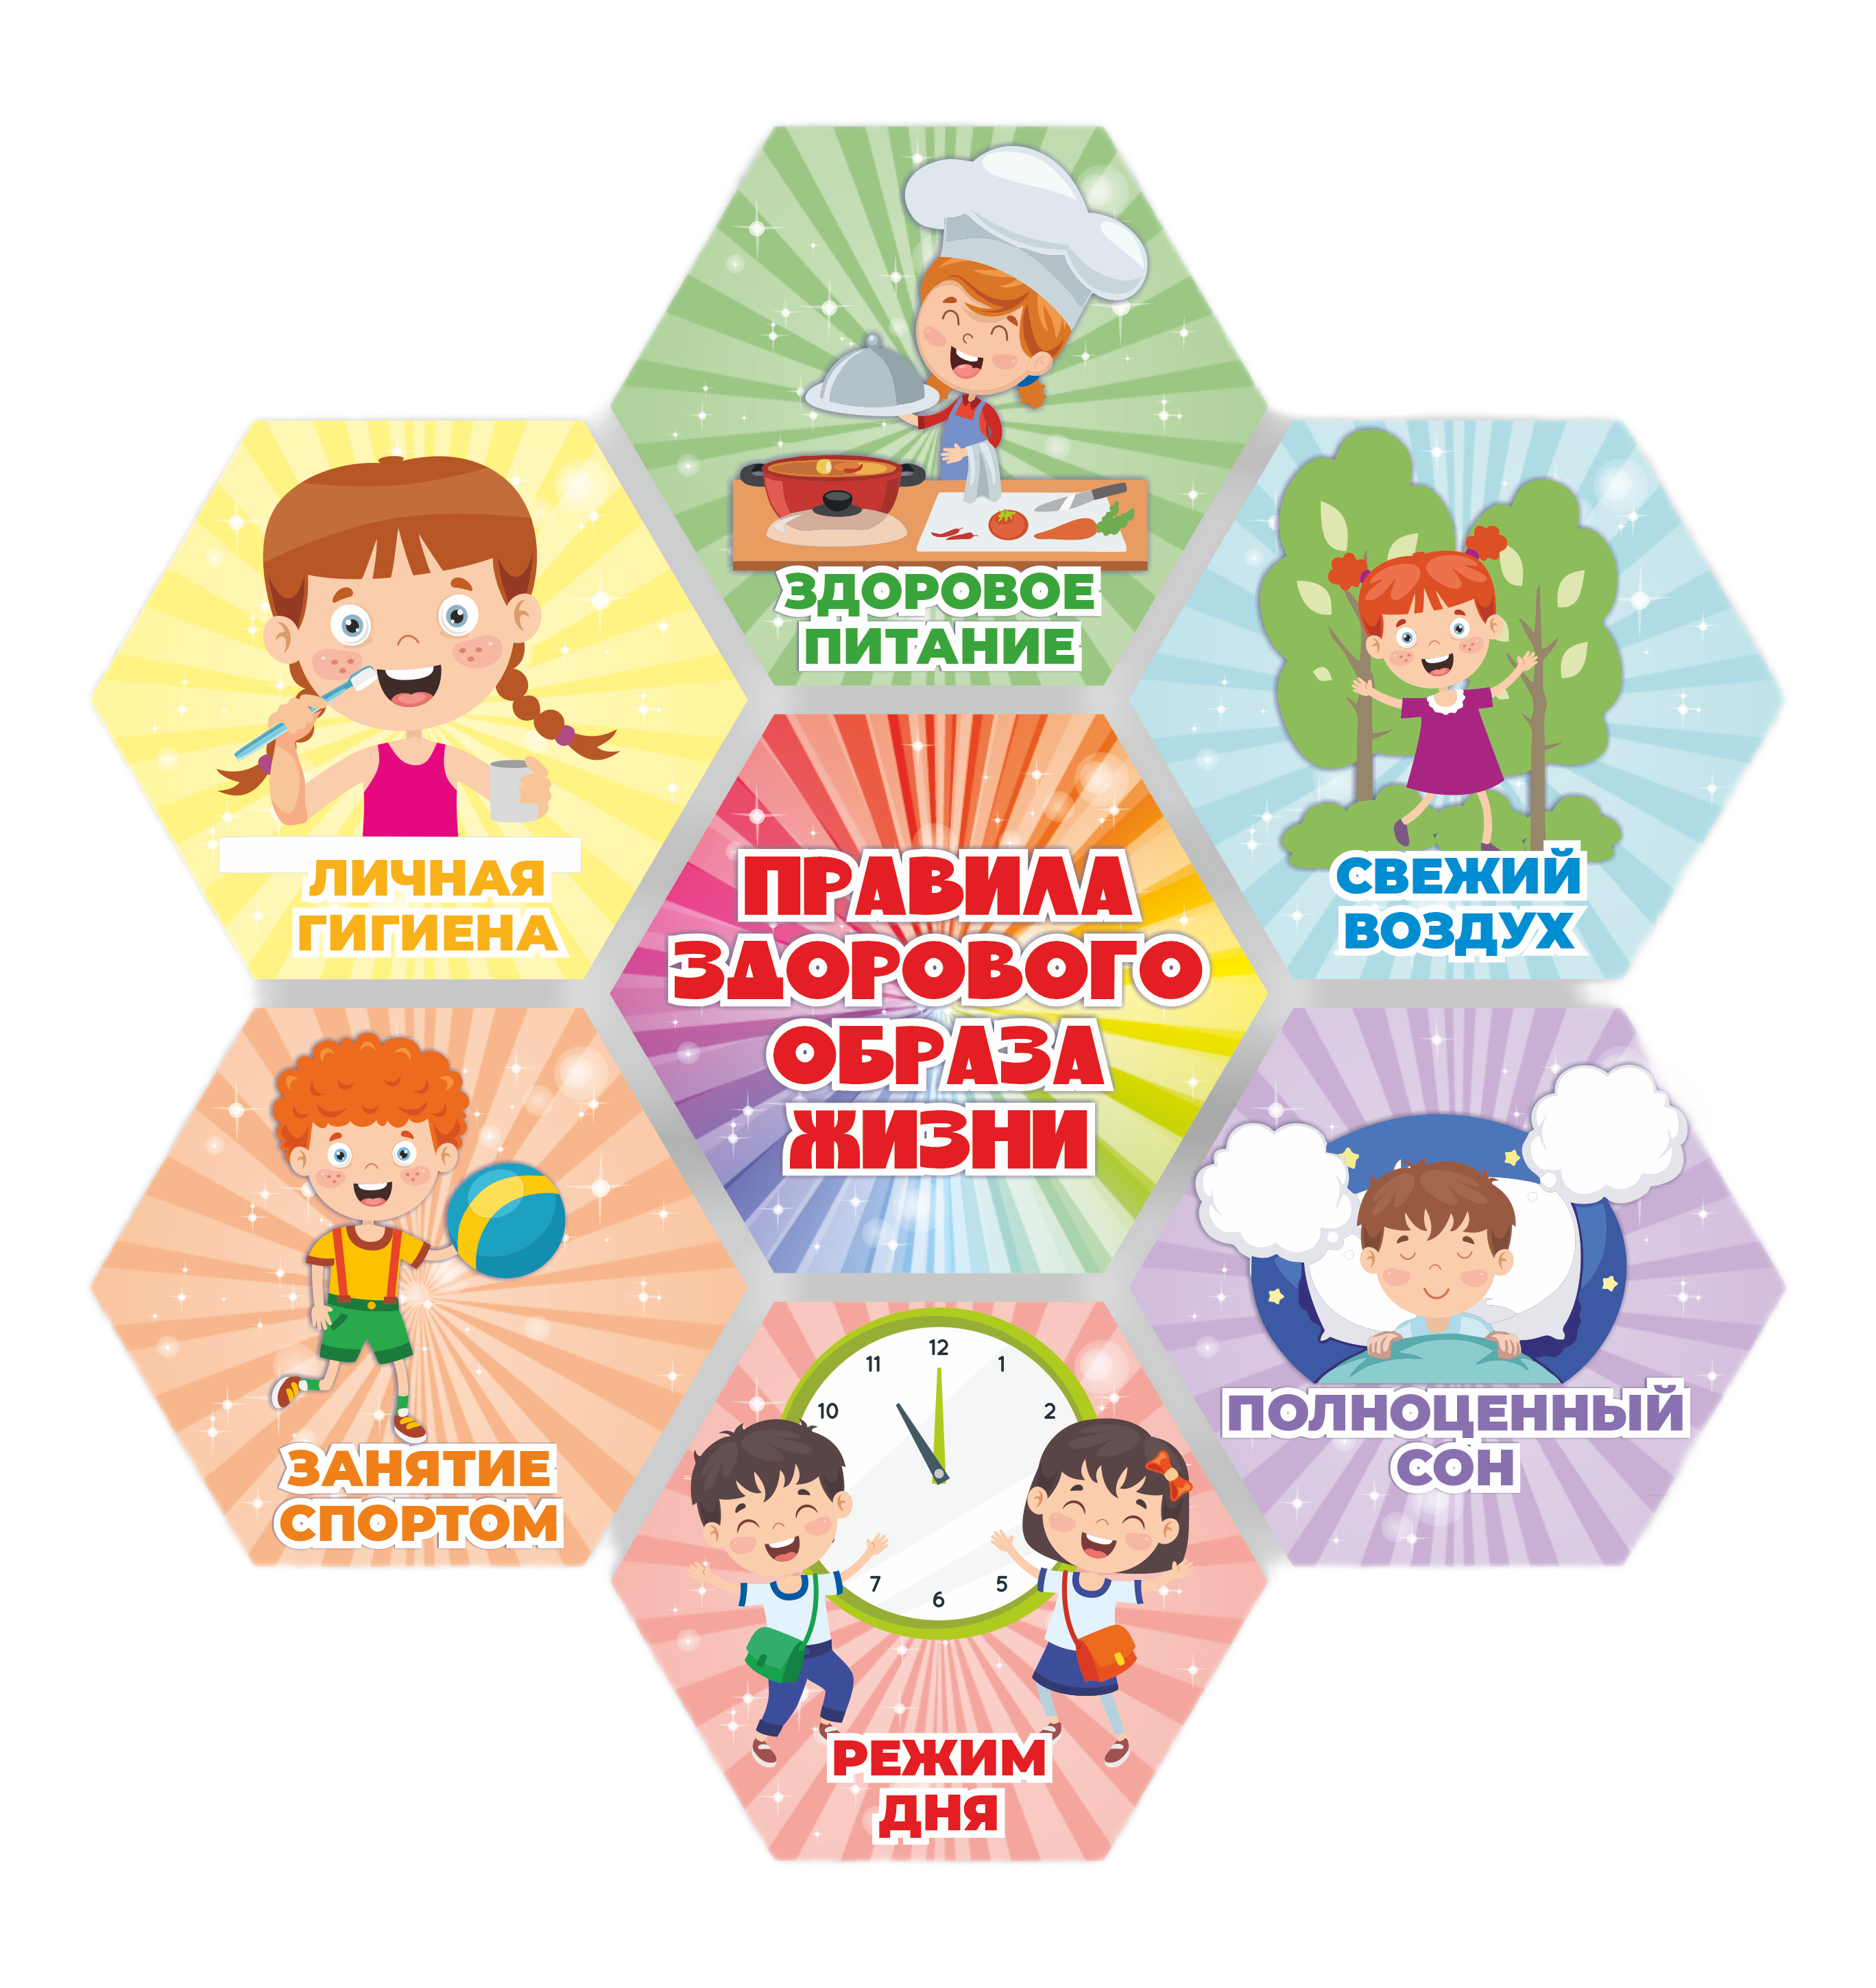 ЗДОРОВОЕ
ПИТАНИЕ
ЛИЧНАЯ
ГИГИЕНА
СВЕЖИЙ
ВОЗДУХ
ПРАВИЛА
ЗДОРОВОГО
ОБРАЗА
ЖИЗНИ
ЗАНЯТИЕ
СПОРТОМ
ПОЛНОЦЕННЫЙ
СОН
12
11
1
10
2
7
5
6
РЕЖИМ
ДНЯ